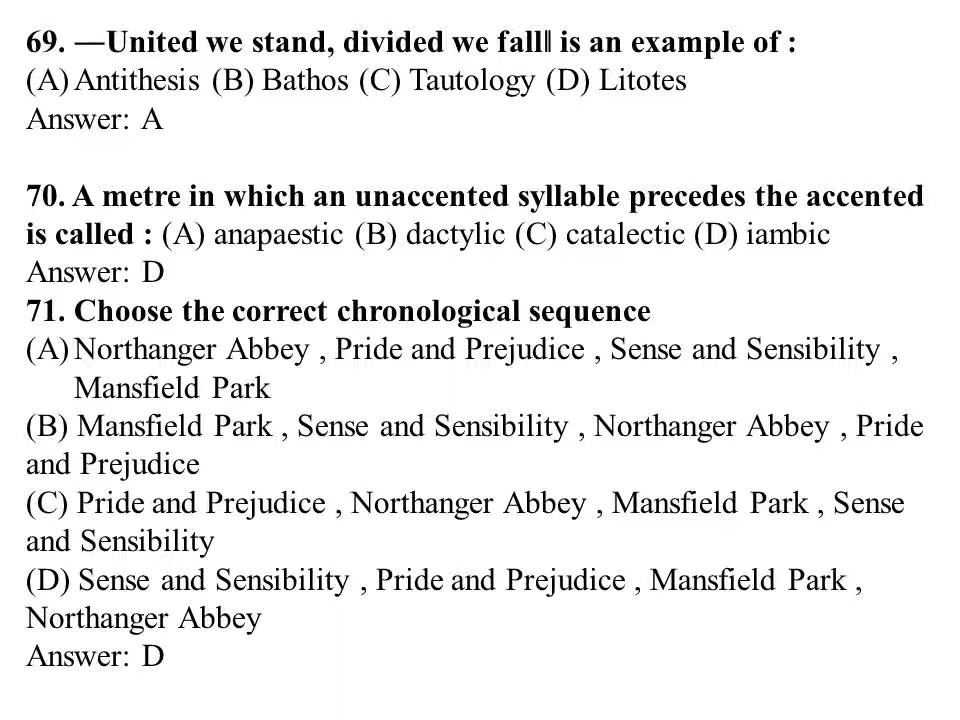 69. ―United we stand, divided we fall‖ is an example of :
(A) Antithesis (B) Bathos (C) Tautology (D) Litotes
Answer: A
70. A metre in which an unaccented syllable precedes the accented
is called : (A) anapaestic (B) dactylic (C) catalectic (D) iambic
Answer: D
71. Choose the correct chronological sequence
(A) Northanger Abbey , Pride and Prejudice , Sense and Sensibility ,
Mansfield Park
(B) Mansfield Park , Sense and Sensibility , Northanger Abbey , Pride
and Prejudice
(C) Pride and Prejudice , Northanger Abbey , Mansfield Park , Sense
and Sensibility
(D) Sense and Sensibility , Pride and Prejudice , Mansfield Park ,
Northanger Abbey
Answer: D